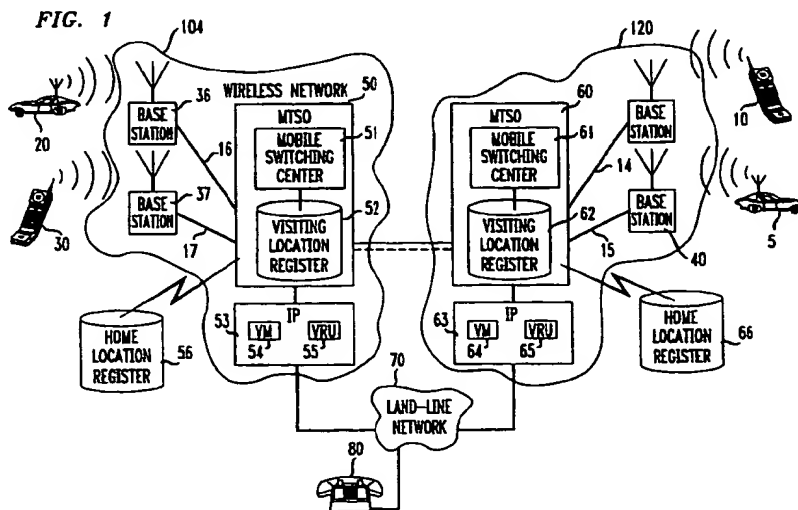 FIG. 1
104
120
WIRELESS NETWORK
50
60
36
BASE
STATION
MTSO
51
MOBILE
SWITCHING
CENTER
MTSO
61
MOBILE
SWITCHING
CENTER
BASE
STATION
10
20
16
14
37
BASE
STATION
52
VISITING
LOCATION
REGISTER
62
VISITING
LOCATION
REGISTER
BASE
STATION
40
30
17
15
5
53
IP
VM
54
VRU
55
63
IP
VM
64
VRU
65
HOME
LOCATION
REGISTER
56
HOME
LOCATION
REGISTER
66
70
LAND-LINE
NETWORK
80